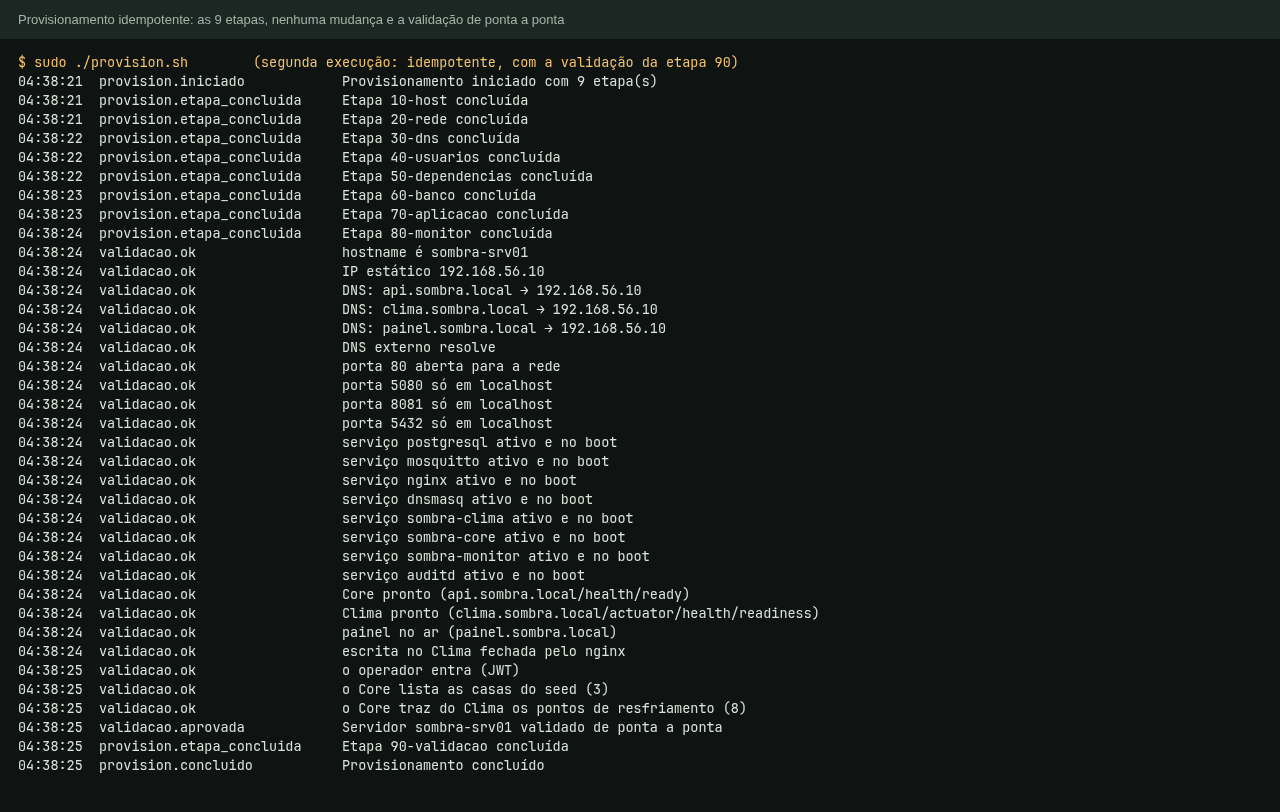 Provisionamento idempotente: as 9 etapas, nenhuma mudança e a validação de ponta a ponta
$ sudo ./provision.sh        (segunda execução: idempotente, com a validação da etapa 90)
04:38:21  provision.iniciado            Provisionamento iniciado com 9 etapa(s)
04:38:21  provision.etapa_concluida     Etapa 10-host concluída
04:38:21  provision.etapa_concluida     Etapa 20-rede concluída
04:38:22  provision.etapa_concluida     Etapa 30-dns concluída
04:38:22  provision.etapa_concluida     Etapa 40-usuarios concluída
04:38:22  provision.etapa_concluida     Etapa 50-dependencias concluída
04:38:23  provision.etapa_concluida     Etapa 60-banco concluída
04:38:23  provision.etapa_concluida     Etapa 70-aplicacao concluída
04:38:24  provision.etapa_concluida     Etapa 80-monitor concluída
04:38:24  validacao.ok                  hostname é sombra-srv01
04:38:24  validacao.ok                  IP estático 192.168.56.10
04:38:24  validacao.ok                  DNS: api.sombra.local → 192.168.56.10
04:38:24  validacao.ok                  DNS: clima.sombra.local → 192.168.56.10
04:38:24  validacao.ok                  DNS: painel.sombra.local → 192.168.56.10
04:38:24  validacao.ok                  DNS externo resolve
04:38:24  validacao.ok                  porta 80 aberta para a rede
04:38:24  validacao.ok                  porta 5080 só em localhost
04:38:24  validacao.ok                  porta 8081 só em localhost
04:38:24  validacao.ok                  porta 5432 só em localhost
04:38:24  validacao.ok                  serviço postgresql ativo e no boot
04:38:24  validacao.ok                  serviço mosquitto ativo e no boot
04:38:24  validacao.ok                  serviço nginx ativo e no boot
04:38:24  validacao.ok                  serviço dnsmasq ativo e no boot
04:38:24  validacao.ok                  serviço sombra-clima ativo e no boot
04:38:24  validacao.ok                  serviço sombra-core ativo e no boot
04:38:24  validacao.ok                  serviço sombra-monitor ativo e no boot
04:38:24  validacao.ok                  serviço auditd ativo e no boot
04:38:24  validacao.ok                  Core pronto (api.sombra.local/health/ready)
04:38:24  validacao.ok                  Clima pronto (clima.sombra.local/actuator/health/readiness)
04:38:24  validacao.ok                  painel no ar (painel.sombra.local)
04:38:24  validacao.ok                  escrita no Clima fechada pelo nginx
04:38:25  validacao.ok                  o operador entra (JWT)
04:38:25  validacao.ok                  o Core lista as casas do seed (3)
04:38:25  validacao.ok                  o Core traz do Clima os pontos de resfriamento (8)
04:38:25  validacao.aprovada            Servidor sombra-srv01 validado de ponta a ponta
04:38:25  provision.etapa_concluida     Etapa 90-validacao concluída
04:38:25  provision.concluido           Provisionamento concluído